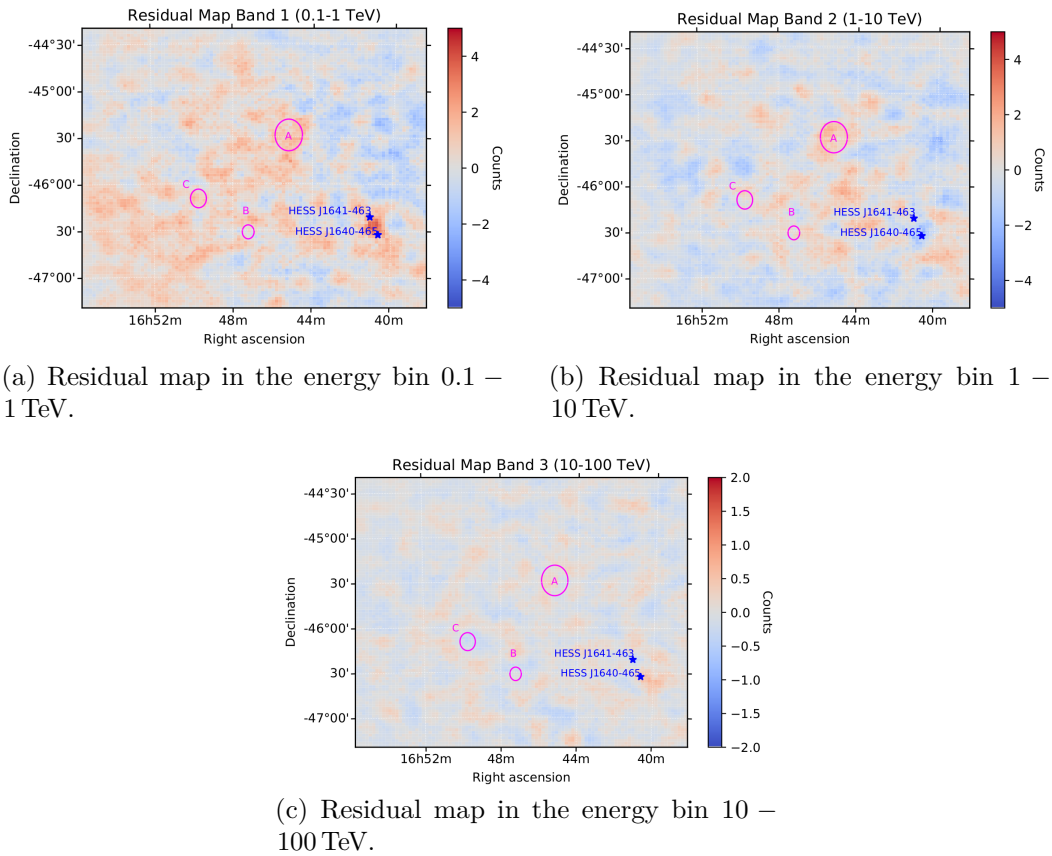 Residual Map Band 1 (0.1-1 TeV)
-44°30'
-45°00'
30'
-46°00'
30'
-47°00'
Declination
A
C
B
HESS J1641-463
HESS J1640-465
16h52m 48m 44m 40m
Right ascension
4
2
0
−2
−4
Counts
(a) Residual map in the energy bin 0.1 −
1 TeV.
Residual Map Band 2 (1-10 TeV)
-44°30'
-45°00'
30'
-46°00'
30'
-47°00'
Declination
A
C
B
HESS J1641-463
HESS J1640-465
16h52m 48m 44m 40m
Right ascension
4
2
0
−2
−4
Counts
(b) Residual map in the energy bin 1 −
10 TeV.
Residual Map Band 3 (10-100 TeV)
-44°30'
-45°00'
30'
-46°00'
30'
-47°00'
Declination
A
C
B
HESS J1641-463
HESS J1640-465
16h52m 48m 44m 40m
Right ascension
2.0
1.5
1.0
0.5
0.0
−0.5
−1.0
−1.5
−2.0
Counts
(c) Residual map in the energy bin 10 −
100 TeV.